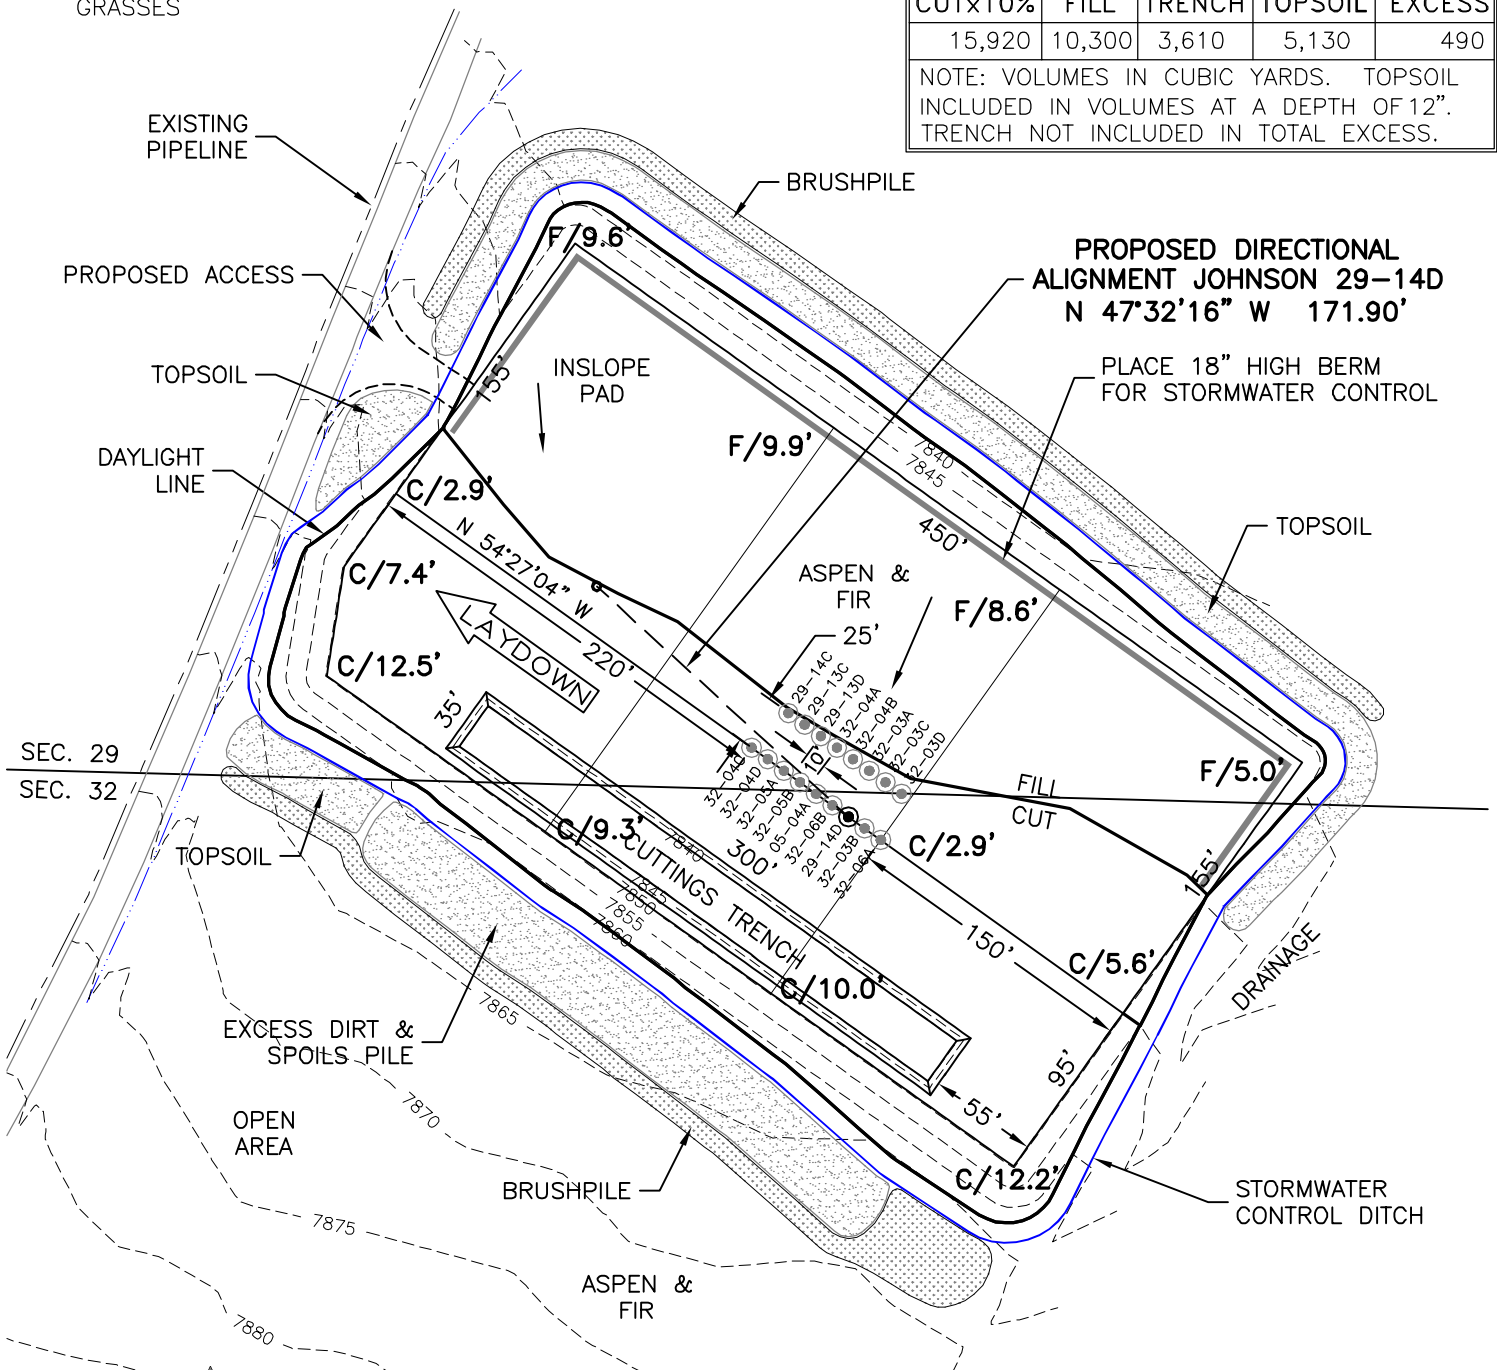 GRASSES
CUTx10% FILL TRENCH TOPSOIL EXCESS
15,920 10,300 3,610 5,130 490
NOTE: VOLUMES IN CUBIC YARDS. TOPSOIL
INCLUDED IN VOLUMES AT A DEPTH OF 12”.
TRENCH NOT INCLUDED IN TOTAL EXCESS.
EXISTING
PIPELINE
BRUSHPILE
PROPOSED DIRECTIONAL
ALIGNMENT JOHNSON 29-14D
N 47°32'16” W 171.90'
F/9.6'
PROPOSED ACCESS
PLACE 18” HIGH BERM
FOR STORMWATER CONTROL
INSLOPE
PAD
155'
TOPSOIL
F/9.9'
7840
7845
DAYLIGHT
LINE
C/2.9'
N 54°27'04” W
450'
TOPSOIL
C/7.4'
ASPEN &
FIR
F/8.6'
25'
LAYDOWN
220'
C/12.5'
35'
29-14C
29-13C
29-13D
32-04A
32-04B
32-03A
32-03C
32-03D
10'
SEC. 29
SEC. 32
F/5.0'
FILL
CUT
32-04C
32-04D
32-05A
32-05B
05-04A
32-06B
29-14D
32-03B
32-06A
C/9.3'
7840
300'
C/2.9'
TOPSOIL
CUTTINGS TRENCH
7845
7850
7855
7860
155'
150'
C/5.6'
DRAINAGE
C/10.0'
7865
EXCESS DIRT &
SPOILS PILE
95'
55'
7870
OPEN
AREA
C/12.2'
BRUSHPILE
STORMWATER
CONTROL DITCH
7875
ASPEN &
FIR
7880